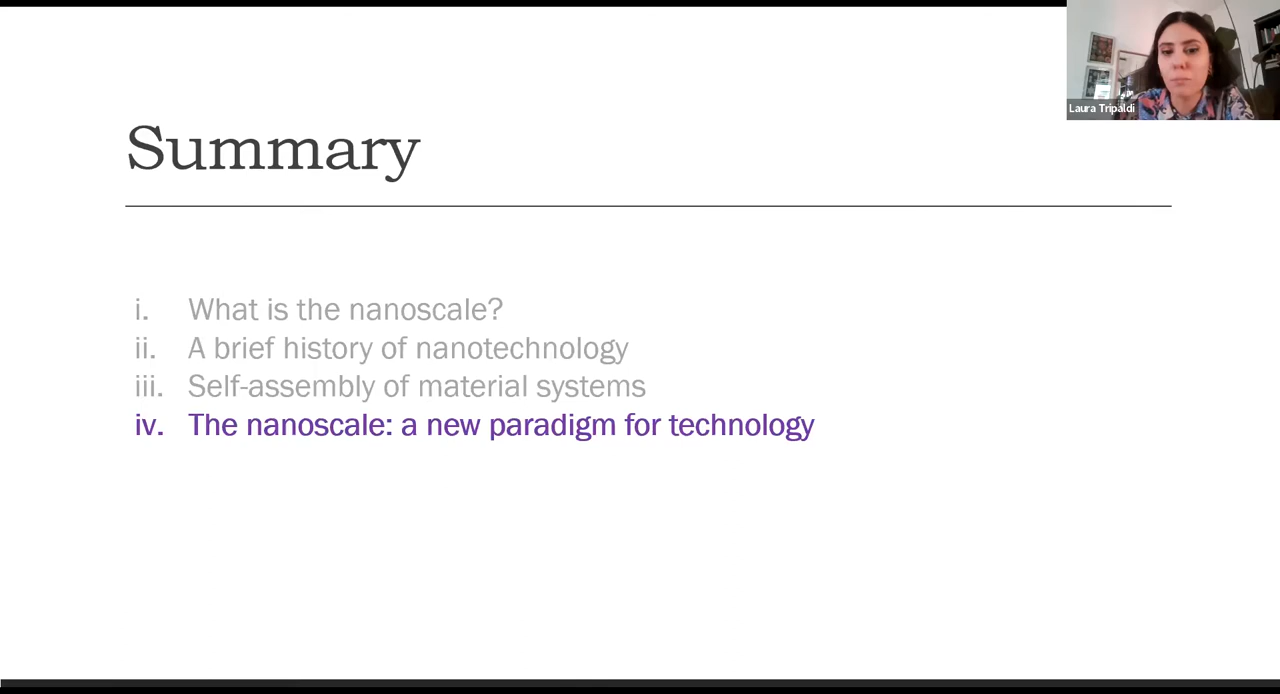 Laura Tripaldi
Summary
i. What is the nanoscale?
ii. A brief history of nanotechnology
iii. Self-assembly of material systems
iv. The nanoscale: a new paradigm for technology